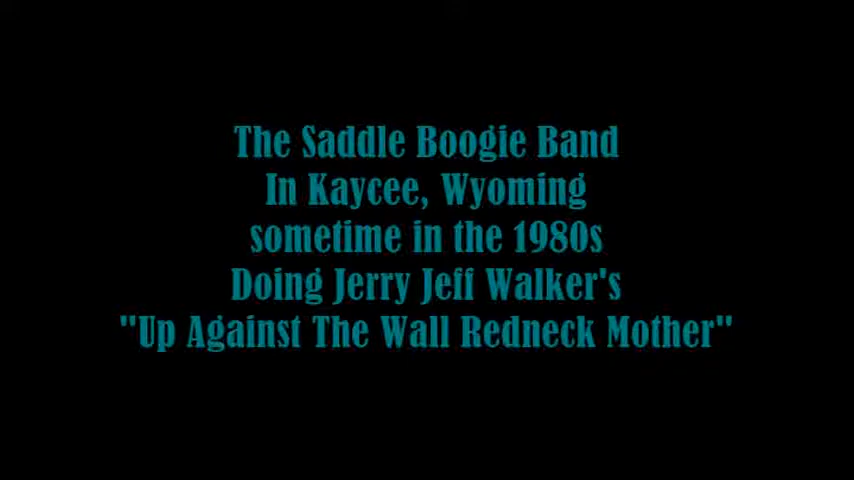 The Saddle Boogie Band
In Kaycee, Wyoming
sometime in the 1980s
Doing Jerry Jeff Walker's
"Up Against The Wall Redneck Mother"